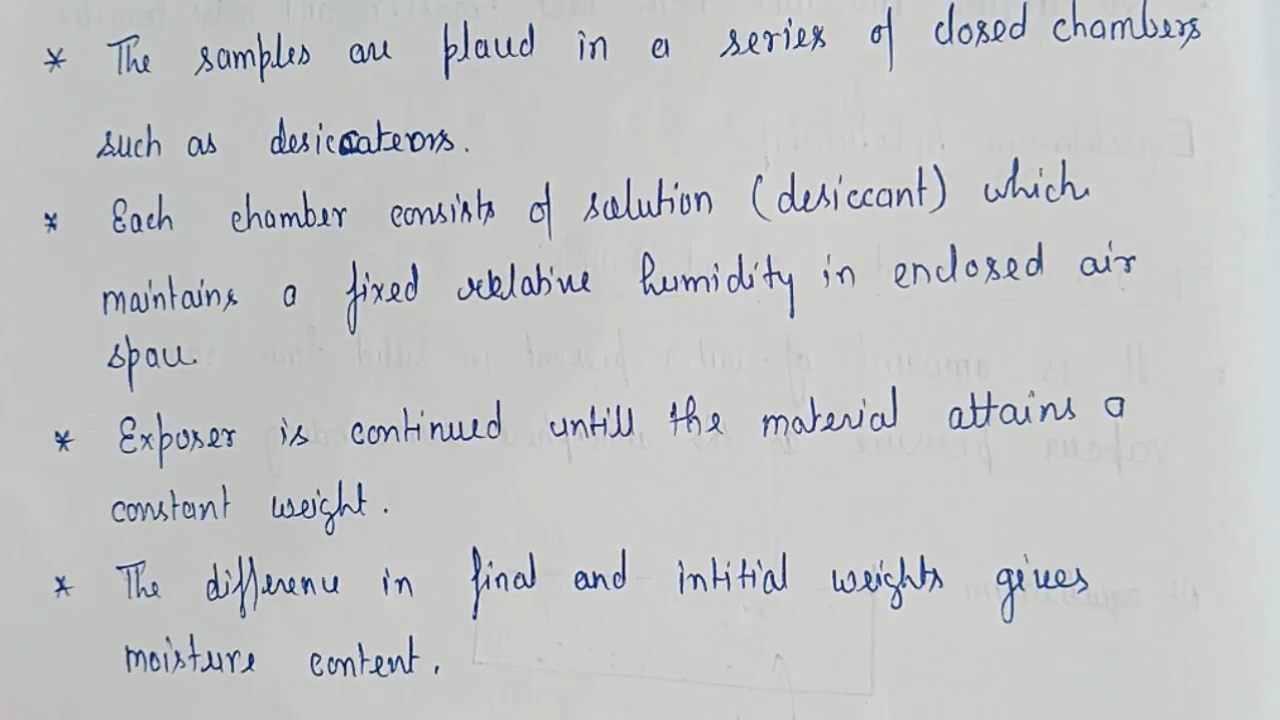 * The samples are placed in a series of closed chambers
such as desiccateors.
* Each chamber consists of solution (desiccant) which
maintains a fixed relative humidity in enclosed air
space.
* Exposer is continued untill the material attains a
constant weight.
* The difference in final and intitial weights gives
moisture content.